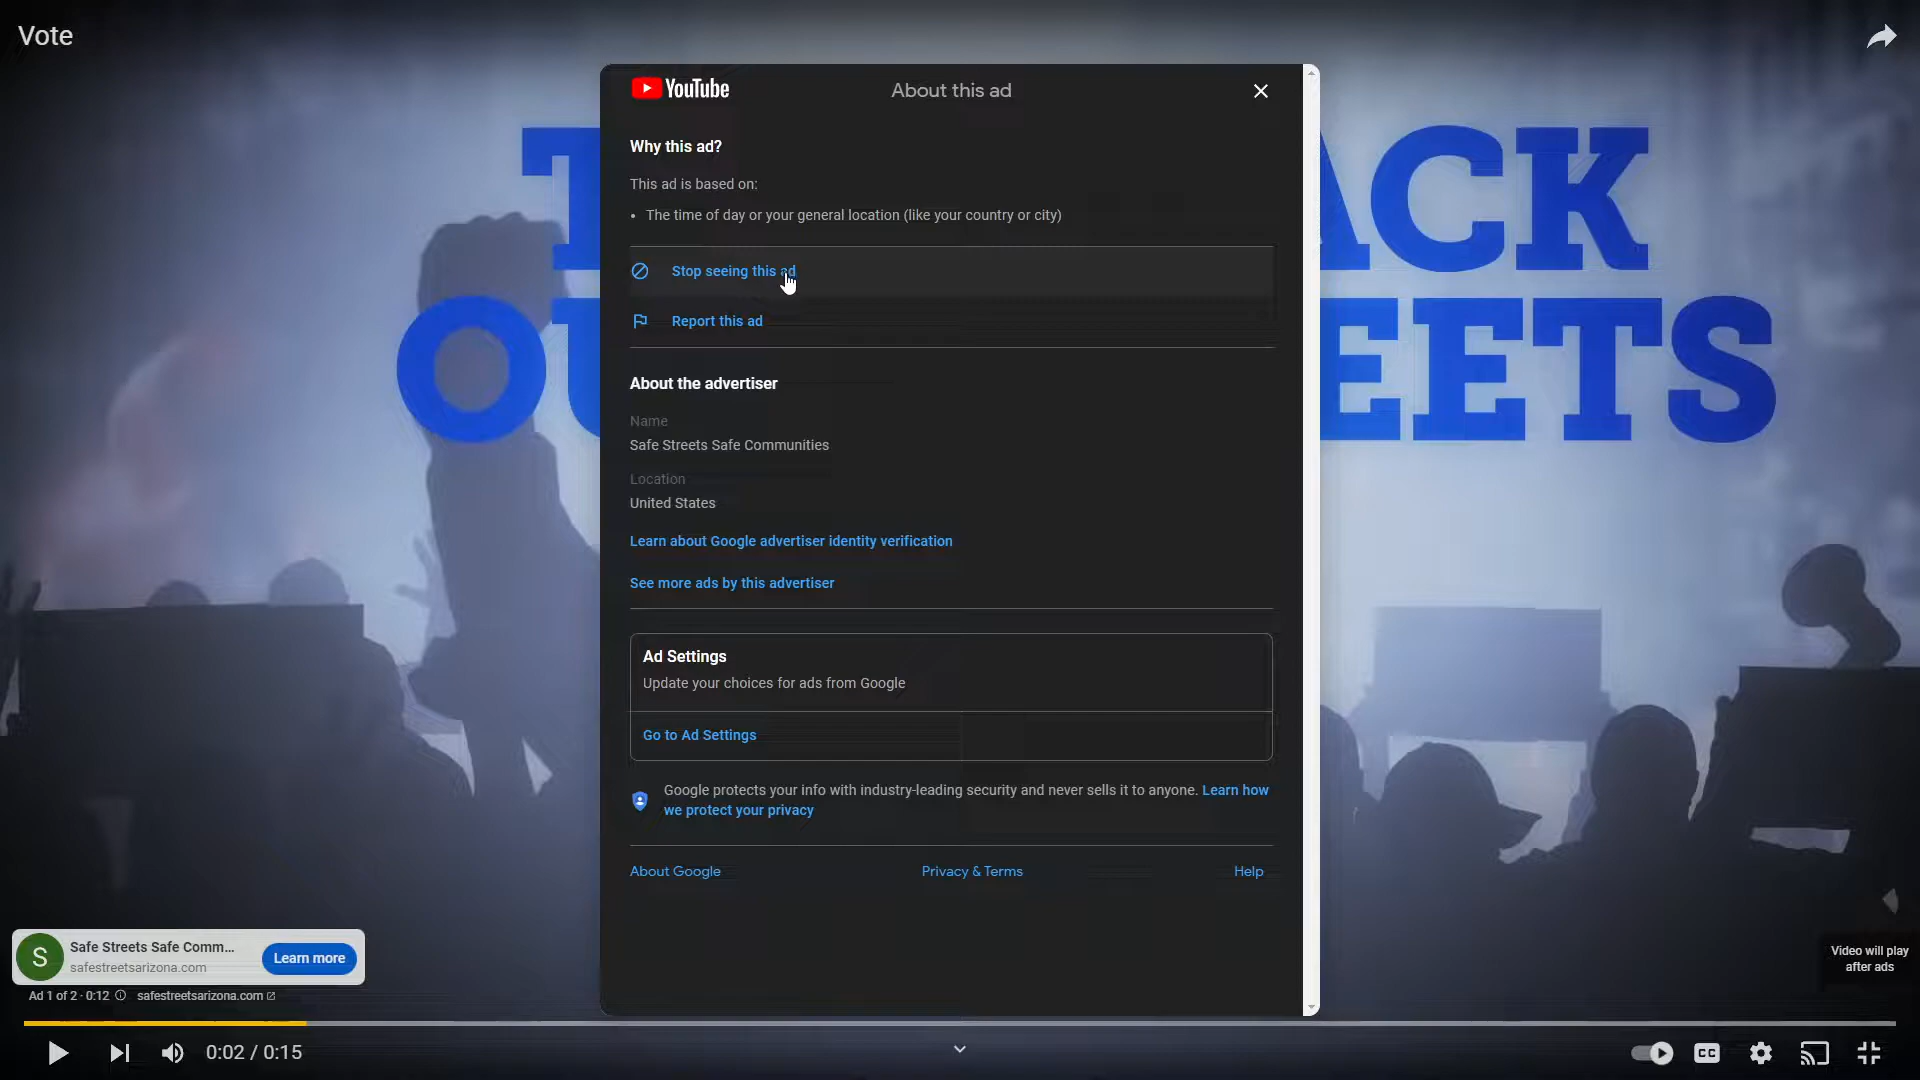 Vote
YouTube
About this ad
Why this ad?
This ad is based on:
• The time of day or your general location (like your country or city)
Stop seeing this ad
Report this ad
About the advertiser
Name
Safe Streets Safe Communities
Location
United States
Learn about Google advertiser identity verification
See more ads by this advertiser
Ad Settings
Update your choices for ads from Google
Go to Ad Settings
Google protects your info with industry-leading security and never sells it to anyone. Learn how
we protect your privacy
About Google
Privacy & Terms
Help
ACK
EETS
S
Safe Streets Safe Comm...
safestreetsarizona.com
Learn more
Ad 1 of 2 · 0:12
safestreetsarizona.com
Video will play
after ads
0:02 / 0:15
CC